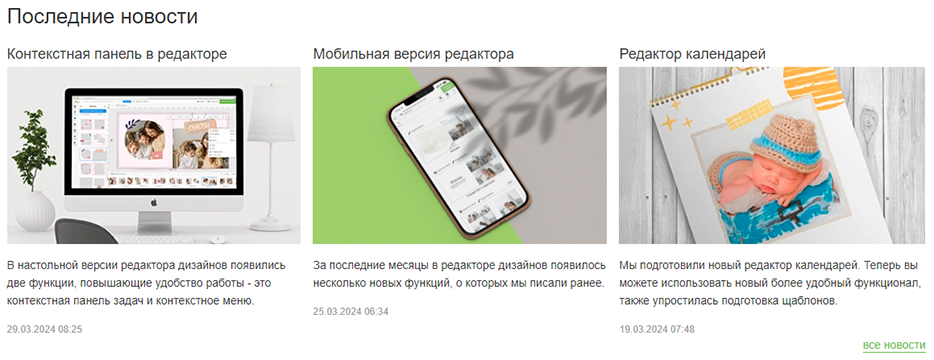 Последние новости
Контекстная панель в редакторе
Мобильная версия редактора
Редактор календарей
СЧАСТЬЕ
В настольной версии редактора дизайнов появились
две функции, повышающие удобство работы - это
контекстная панель задач и контекстное меню.
29.03.2024 08:25
За последние месяцы в редакторе дизайнов появилось
несколько новых функций, о которых мы писали ранее.
25.03.2024 06:34
Мы подготовили новый редактор календарей. Теперь вы
можете использовать новый более удобный функционал,
также упростилась подготовка шаблонов.
19.03.2024 07:48
все новости